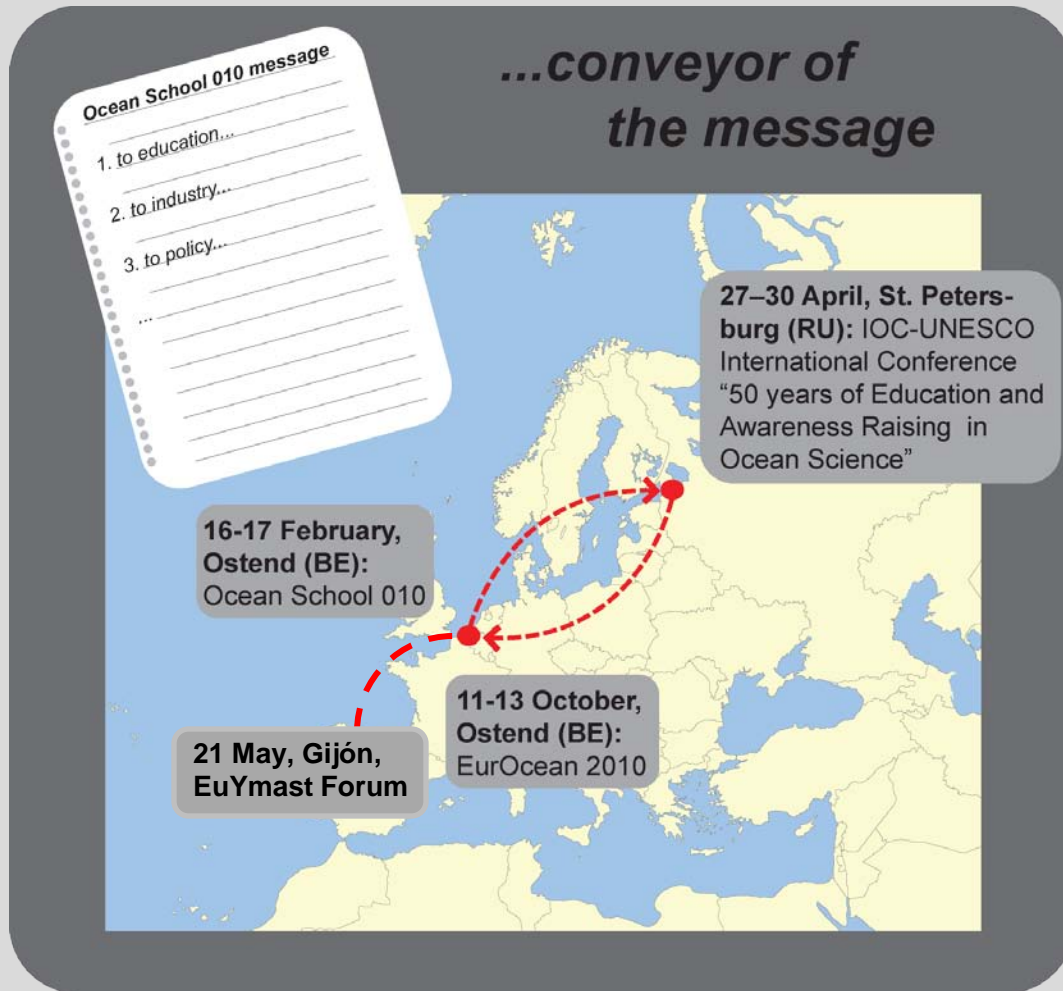 ...conveyor of
the message
Ocean School 010 message
1. to education...
2. to industry...
3. to policy...
...
27–30 April, St. Peters-
burg (RU): IOC-UNESCO
International Conference
“50 years of Education and
Awareness Raising in
Ocean Science”
16-17 February,
Ostend (BE):
Ocean School 010
11-13 October,
Ostend (BE):
EurOcean 2010
21 May, Gijón,
EuYmast Forum